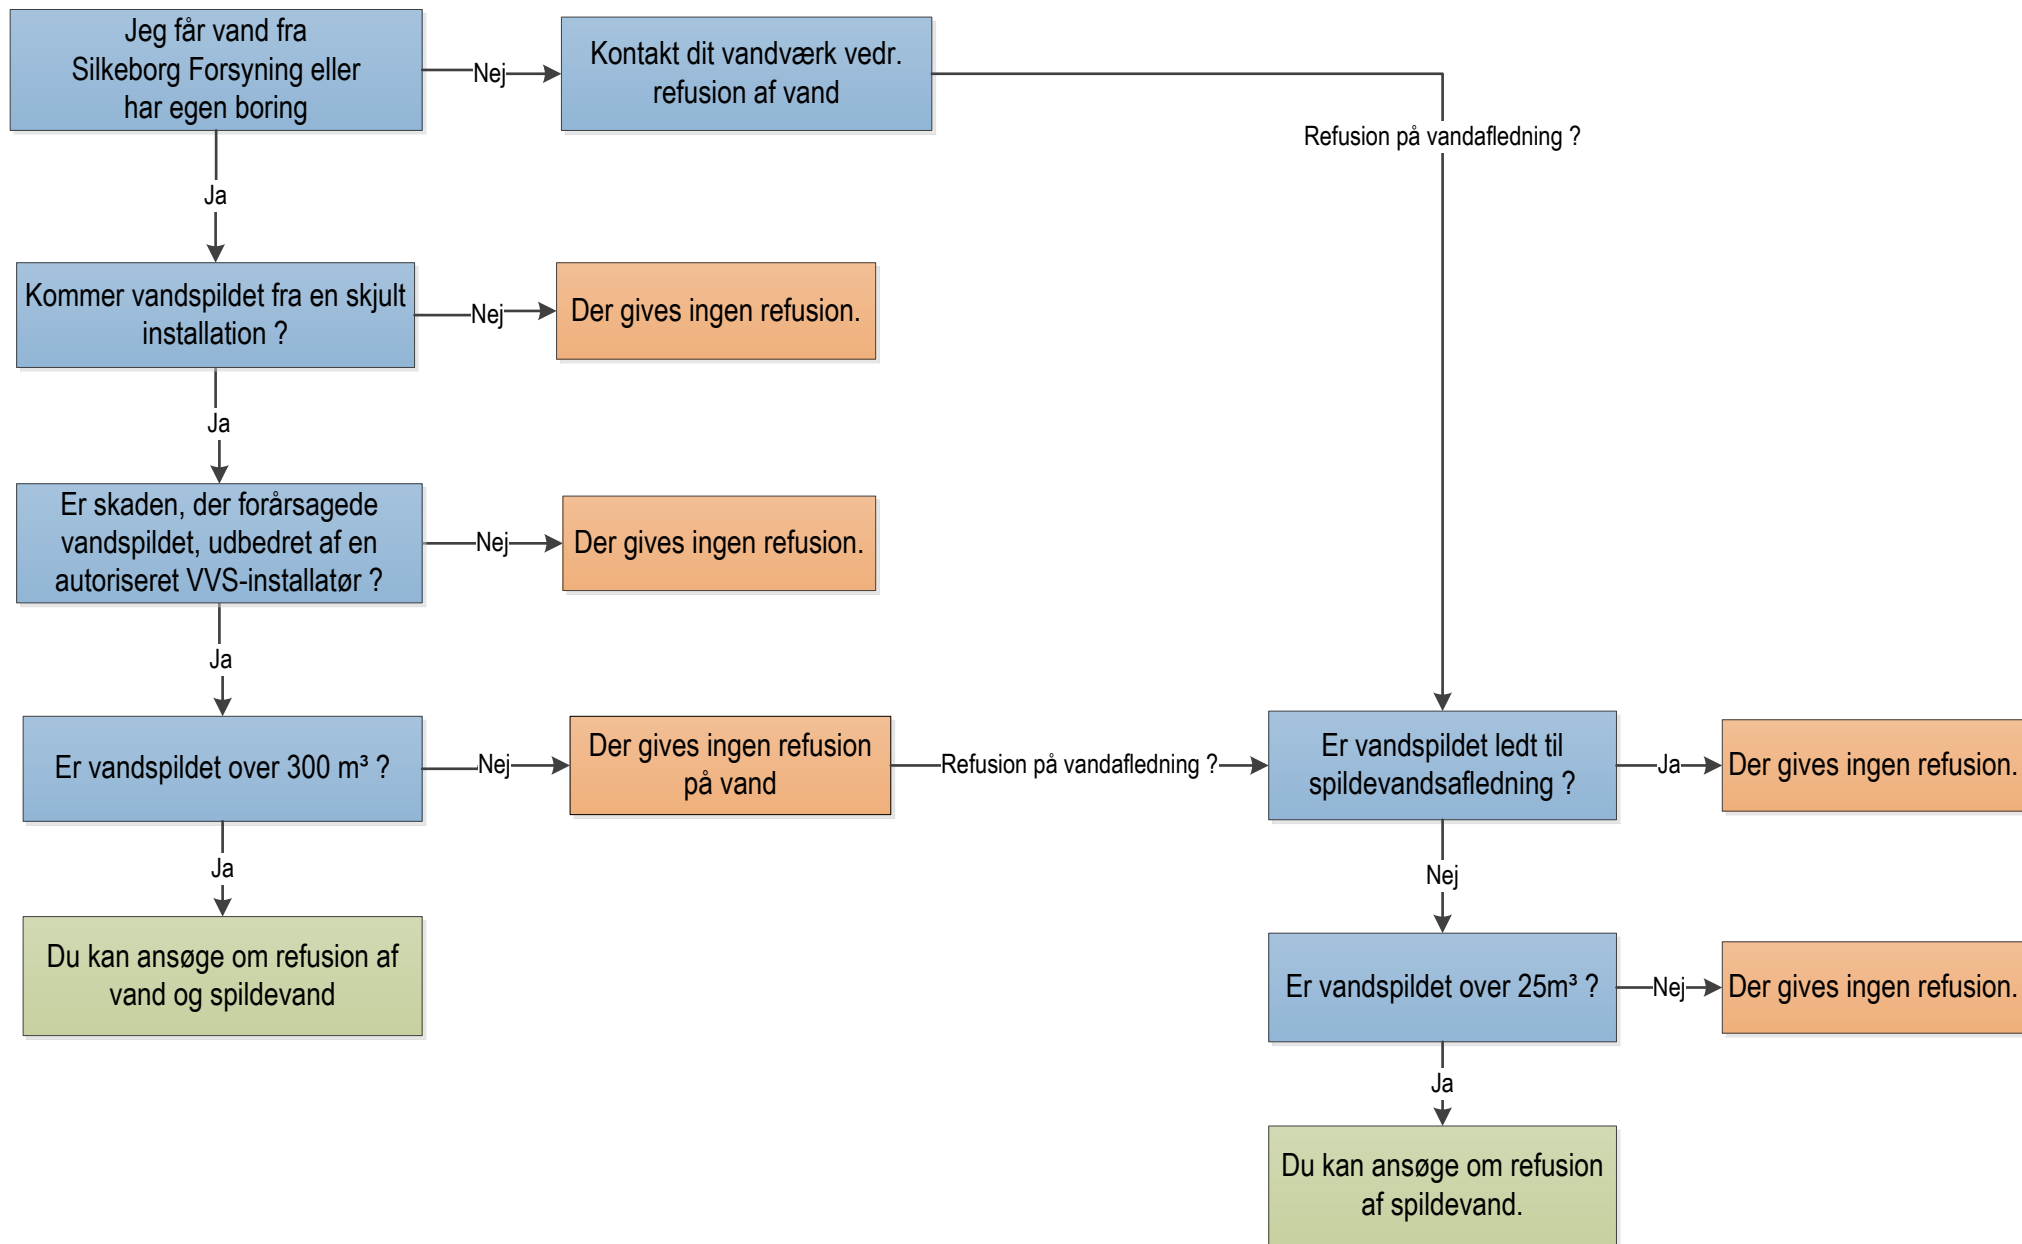 Jeg får vand fra
Silkeborg Forsyning eller
har egen boring
Nej
Kontakt dit vandværk vedr.
refusion af vand
Refusion på vandafledning ?
Ja
Kommer vandspildet fra en skjult
installation ?
Nej
Der gives ingen refusion.
Ja
Er skaden, der forårsagede
vandspildet, udbedret af en
autoriseret VVS-installatør ?
Nej
Der gives ingen refusion.
Ja
Er vandspildet over 300 m³ ?
Nej
Der gives ingen refusion
på vand
Refusion på vandafledning ?
Er vandspildet ledt til
spildevandsafledning ?
Ja
Der gives ingen refusion.
Ja
Du kan ansøge om refusion af
vand og spildevand
Nej
Er vandspildet over 25m³ ?
Nej
Der gives ingen refusion.
Ja
Du kan ansøge om refusion
af spildevand.